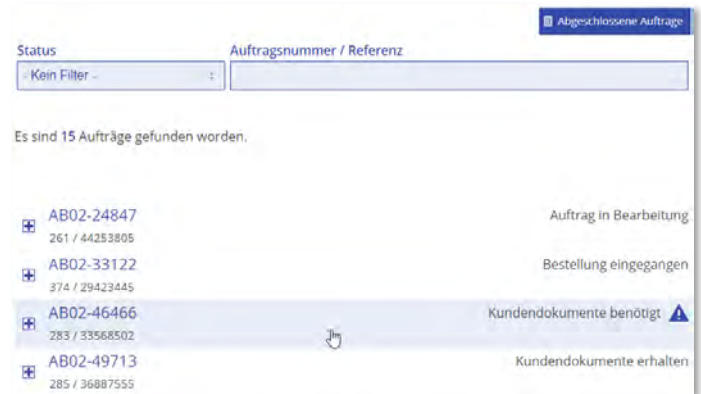 Abgeschlossene Aufträge
Status
Auftragsnummer / Referenz
- Kein Filter -
Es sind 15 Aufträge gefunden worden.
AB02-24847
Auftrag in Bearbeitung
261 / 44253805
AB02-33122
Bestellung eingegangen
374 / 29423445
AB02-46466
Kundendokumente benötigt
283 / 33568502
AB02-49713
Kundendokumente erhalten
285 / 36887555